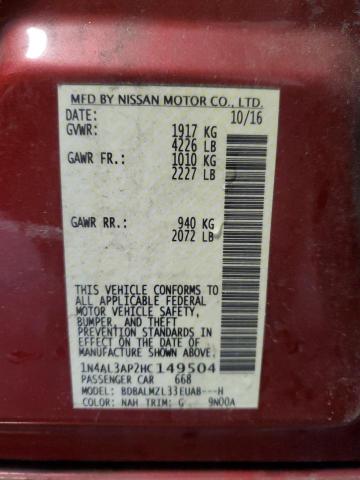 MFD BY NISSAN MOTOR CO., LTD.
DATE: 10/16
GVWR: 1917 KG
4226 LB
GAWR FR.: 1010 KG
2227 LB
GAWR RR.: 940 KG
2072 LB
THIS VEHICLE CONFORMS TO
ALL APPLICABLE FEDERAL
MOTOR VEHICLE SAFETY,
BUMPER, AND THEFT
PREVENTION STANDARDS IN
EFFECT ON THE DATE OF
MANUFACTURE SHOWN ABOVE.
1N4AL3AP2HC149504
PASSENGER CAR 668
MODEL: BDBALMZL33EUAB---H
COLOR: NAH TRIM: G 9N00A